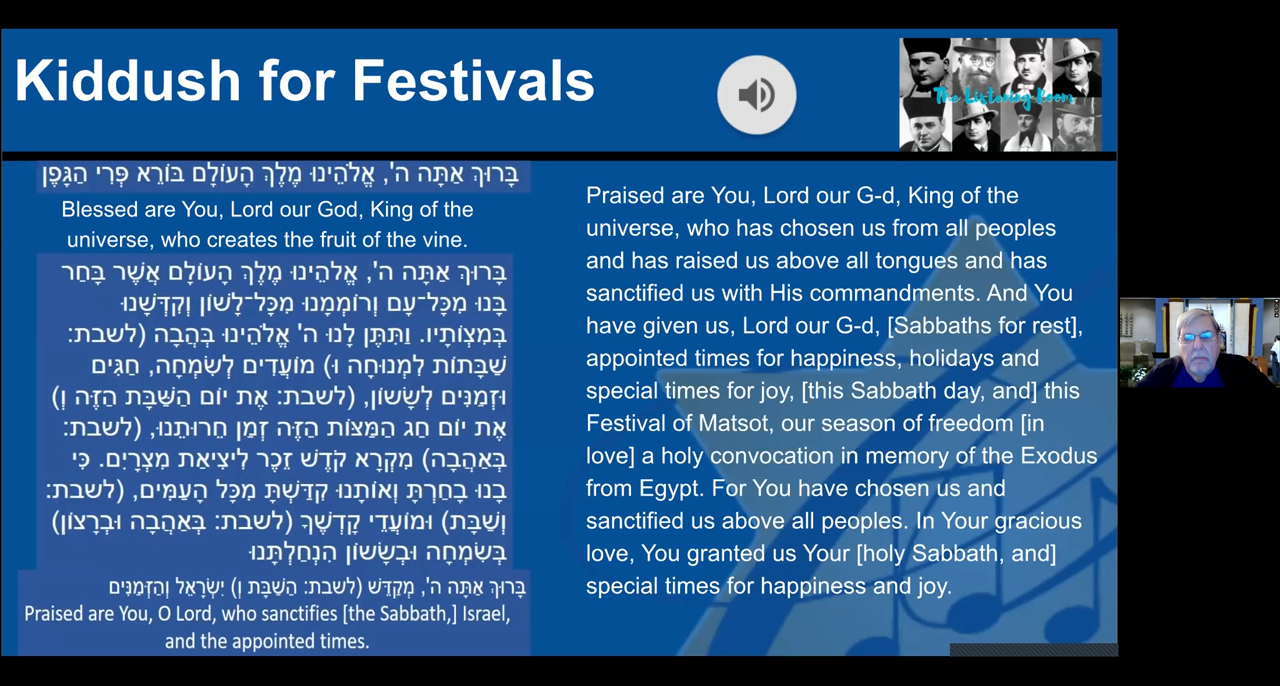 Kiddush for Festivals
The Listening Room
בָּרוּךְ אַתָּה ה', אֱלֹהֵינוּ מֶלֶךְ הָעוֹלָם בּוֹרֵא פְּרִי הַגָּפֶן
Blessed are You, Lord our God, King of the
universe, who creates the fruit of the vine.
בָּרוּךְ אַתָּה ה', אֱלֹהֵינוּ מֶלֶךְ הָעוֹלָם אֲשֶׁר בָּחַר
בָּנוּ מִכָּל־עָם וְרוֹמְמָנוּ מִכָּל־לָשׁוֹן וְקִדְּשָׁנוּ
בְּמִצְוֹתָיו. וַתִּתֶּן לָנוּ ה' אֱלֹהֵינוּ בְּאַהֲבָה (לשבת:
שַׁבָּתוֹת לִמְנוּחָה וּ) מוֹעֲדִים לְשִׂמְחָה, חַגִּים
וּזְמַנִּים לְשָׂשׂוֹן, (לשבת: אֶת יוֹם הַשַּׁבָּת הַזֶּה וְ)
אֶת יוֹם חַג הַמַּצּוֹת הַזֶּה זְמַן חֵרוּתֵנוּ, (לשבת:
בְּאַהֲבָה) מִקְרָא קֹדֶשׁ זֵכֶר לִיצִיאַת מִצְרָיִם. כִּי
בָנוּ בָחַרְתָּ וְאוֹתָנוּ קִדַּשְׁתָּ מִכָּל הָעַמִּים, (לשבת:
וְשַׁבָּת) וּמוֹעֲדֵי קָדְשֶׁךָ (לשבת: בְּאַהֲבָה וּבְרָצוֹן)
בְּשִׂמְחָה וּבְשָׂשׂוֹן הִנְחַלְתָּנוּ
בָּרוּךְ אַתָּה ה', מְקַדֵּשׁ (לשבת: הַשַּׁבָּת וְ) יִשְׂרָאֵל וְהַזְּמַנִּים
Praised are You, O Lord, who sanctifies [the Sabbath,] Israel,
and the appointed times.
Praised are You, Lord our G-d, King of the
universe, who has chosen us from all peoples
and has raised us above all tongues and has
sanctified us with His commandments. And You
have given us, Lord our G-d, [Sabbaths for rest],
appointed times for happiness, holidays and
special times for joy, [this Sabbath day, and] this
Festival of Matsot, our season of freedom [in
love] a holy convocation in memory of the Exodus
from Egypt. For You have chosen us and
sanctified us above all peoples. In Your gracious
love, You granted us Your [holy Sabbath, and]
special times for happiness and joy.